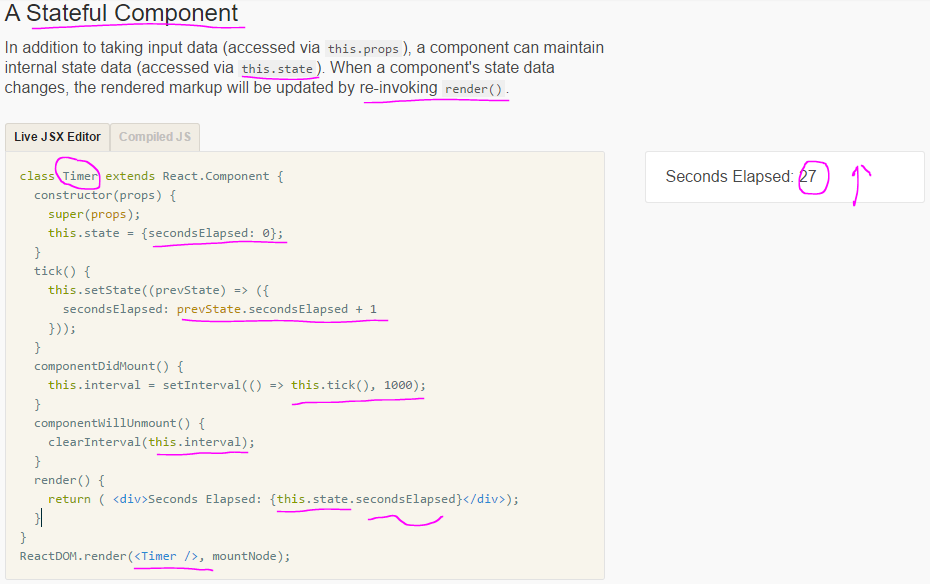 A Stateful Component
In addition to taking input data (accessed via this.props), a component can maintain
internal state data (accessed via this.state). When a component's state data
changes, the rendered markup will be updated by re-invoking render().
Live JSX Editor
Compiled JS
class Timer extends React.Component {
  constructor(props) {
    super(props);
    this.state = {secondsElapsed: 0};
  }
  tick() {
    this.setState((prevState) => ({
      secondsElapsed: prevState.secondsElapsed + 1
    }));
  }
  componentDidMount() {
    this.interval = setInterval(() => this.tick(), 1000);
  }
  componentWillUnmount() {
    clearInterval(this.interval);
  }
  render() {
    return ( <div>Seconds Elapsed: {this.state.secondsElapsed}</div>);
  }
}
ReactDOM.render(<Timer />, mountNode);
Seconds Elapsed: 27